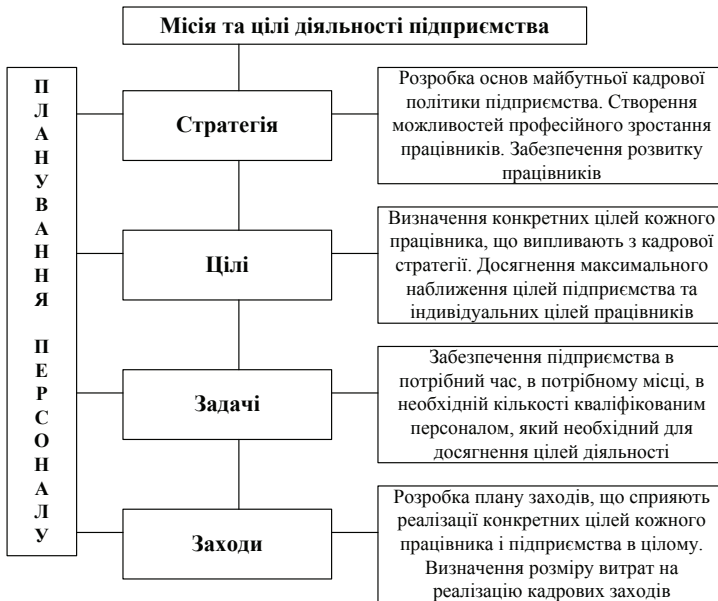 Місія та цілі діяльності підприємства
ПЛАНУВАННЯ ПЕРСОНАЛУ
Стратегія
Розробка основ майбутньої кадрової
політики підприємства. Створення
можливостей професійного зростання
працівників. Забезпечення розвитку
працівників
Цілі
Визначення конкретних цілей кожного
працівника, що випливають з кадрової
стратегії. Досягнення максимального
наближення цілей підприємства та
індивідуальних цілей працівників
Задачі
Забезпечення підприємства в
потрібний час, в потрібному місці, в
необхідній кількості кваліфікованим
персоналом, який необхідний для
досягнення цілей діяльності
Заходи
Розробка плану заходів, що сприяють
реалізації конкретних цілей кожного
працівника і підприємства в цілому.
Визначення розміру витрат на
реалізацію кадрових заходів